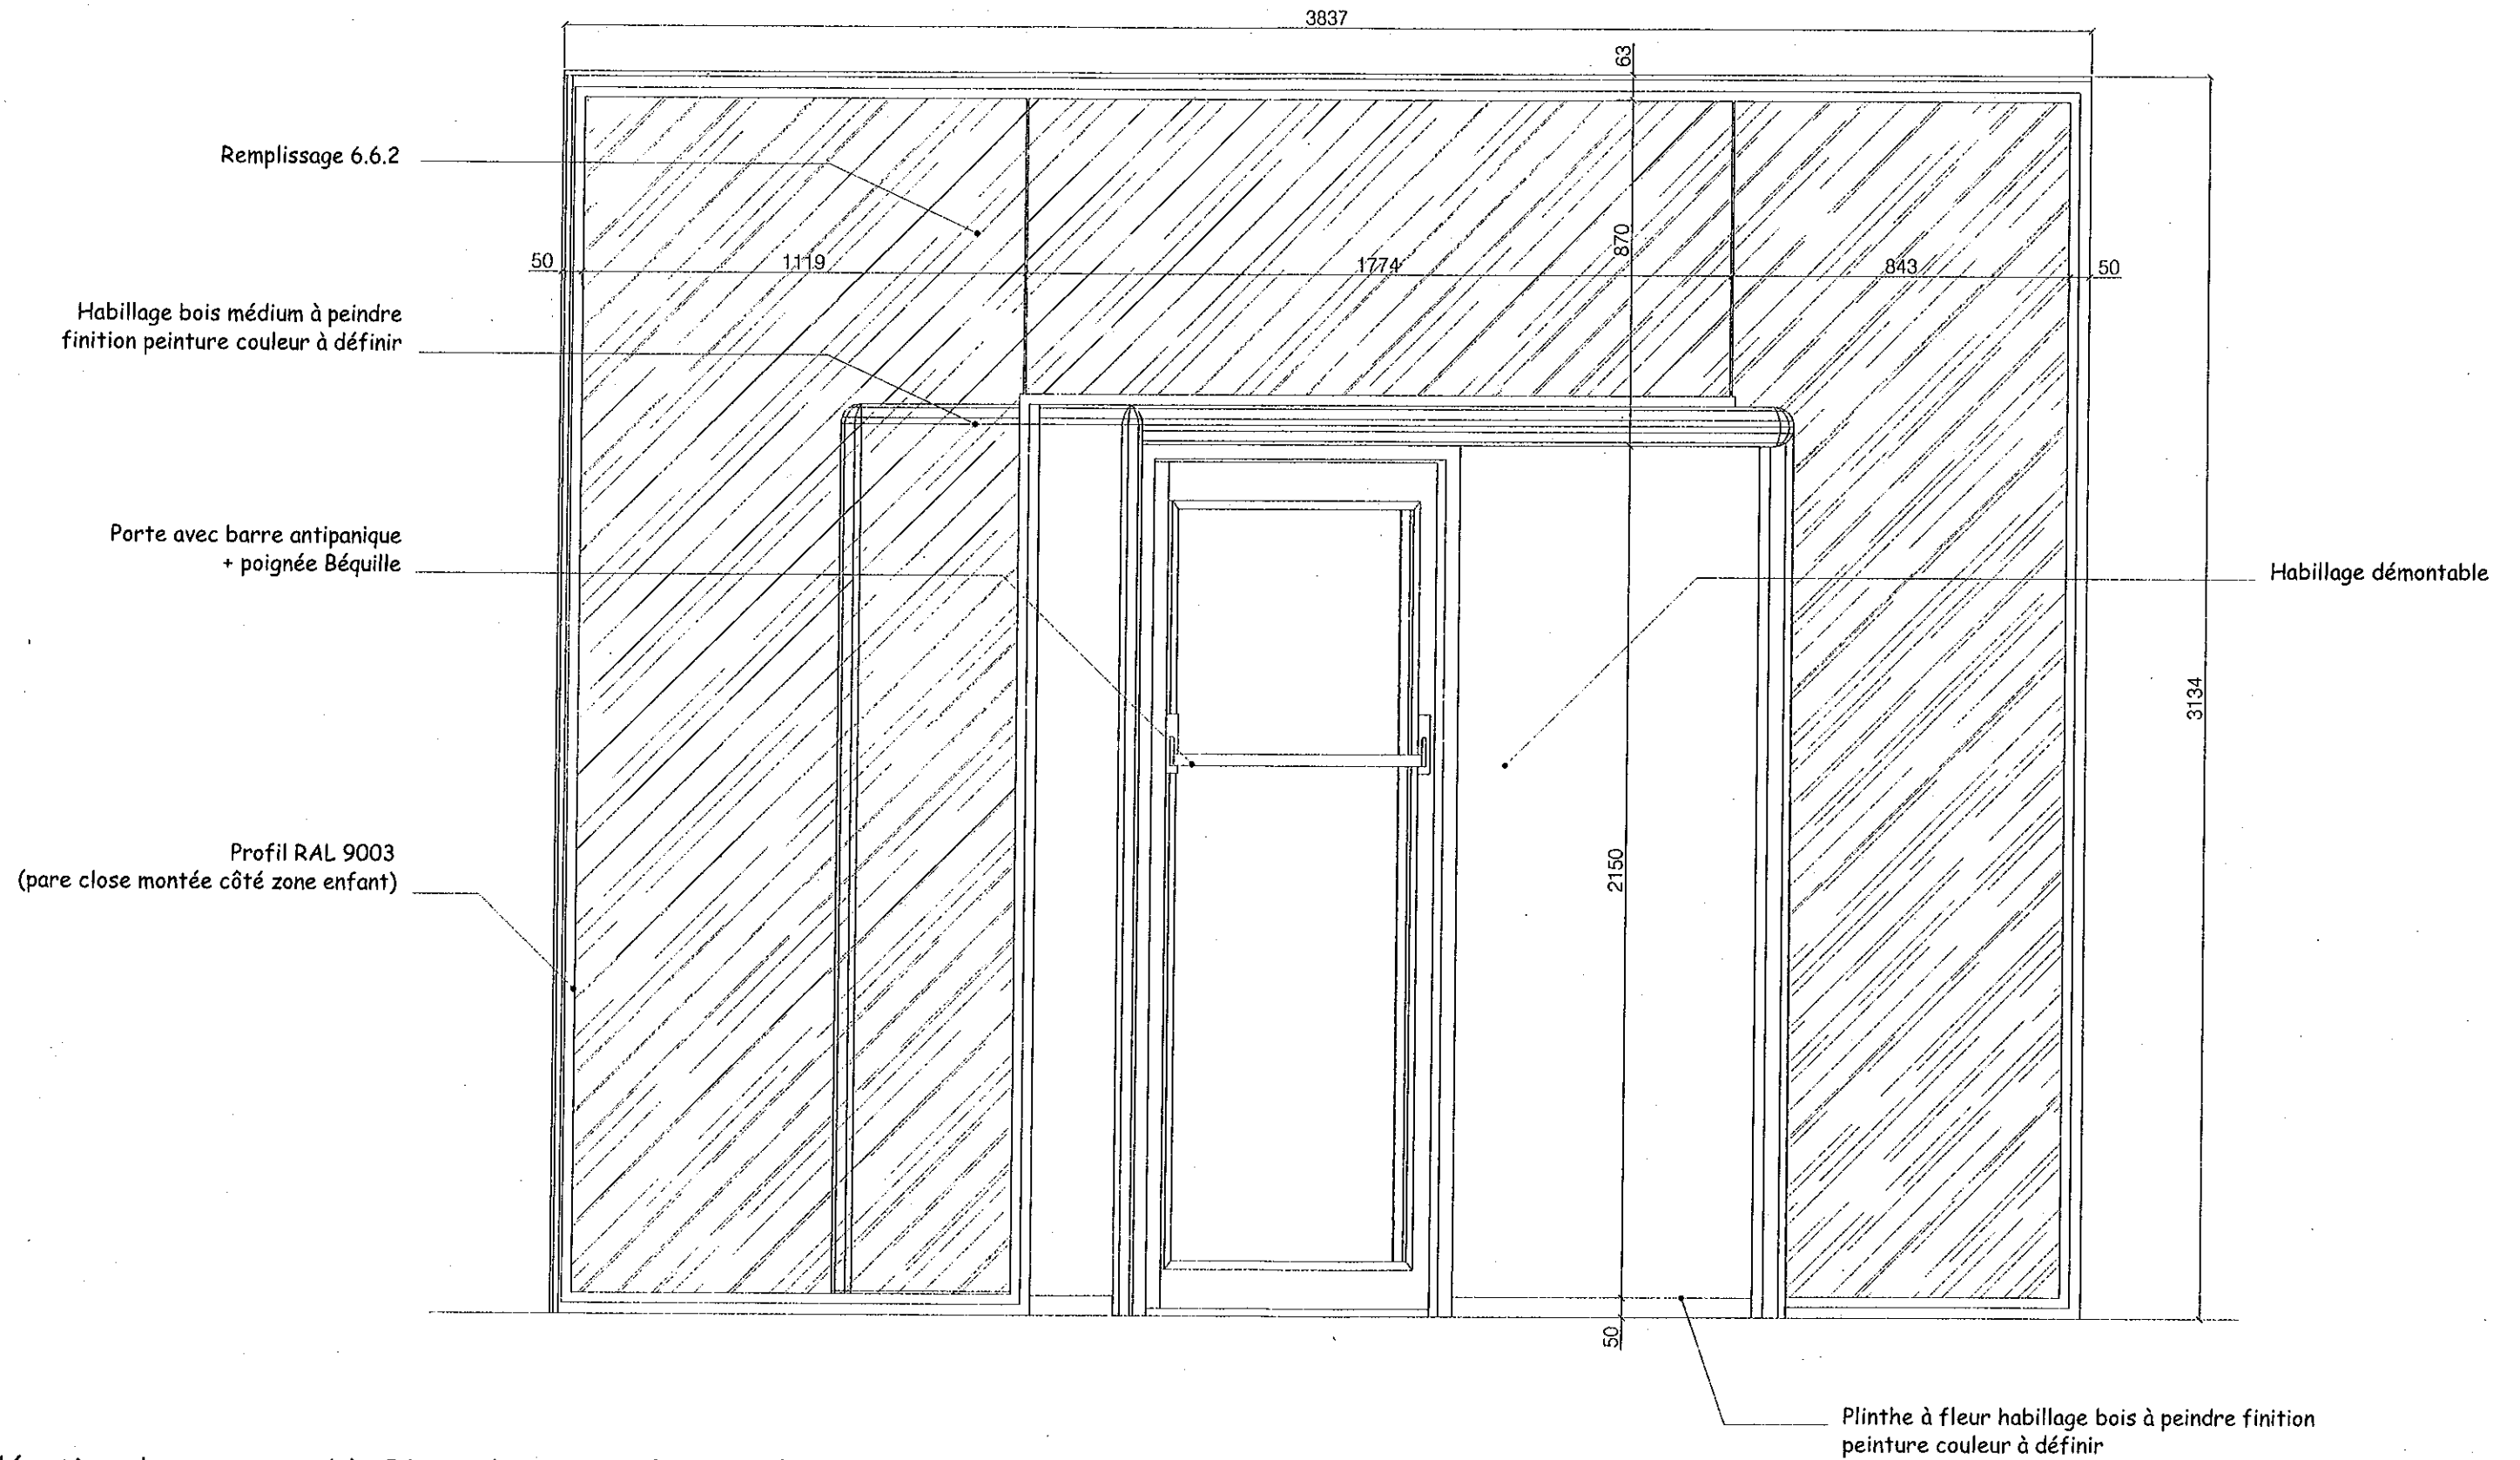 3837
63
Remplissage 6.6.2
50
1119
1774
870
843
50
Habillage bois médium à peindre
finition peinture couleur à définir
Porte avec barre antipanique
+ poignée Béquille
Habillage démontable
3134
Profil RAL 9003
(pare close montée côté zone enfant)
2150
50
Plinthe à fleur habillage bois à peindre finition
peinture couleur à définir